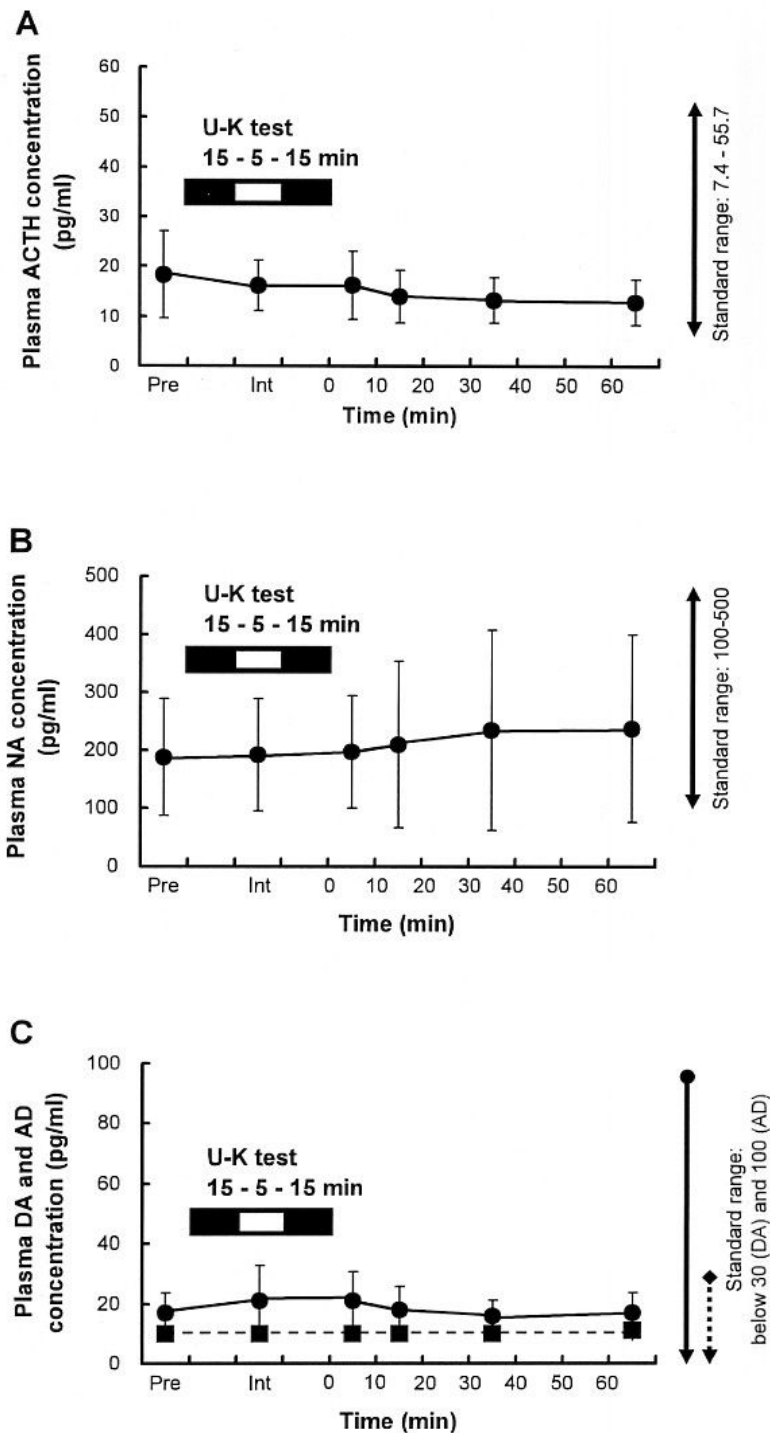 A
Plasma ACTH concentration
(pg/ml)
60
50
40
30
20
10
0
U-K test
15 - 5 - 15 min
Pre
Int
0
10
20
30
40
50
60
Time (min)
Standard range: 7.4 - 55.7
B
Plasma NA concentration
(pg/ml)
500
400
300
200
100
0
U-K test
15 - 5 - 15 min
Pre
Int
0
10
20
30
40
50
60
Time (min)
Standard range: 100-500
C
Plasma DA and AD
concentration (pg/ml)
100
80
60
40
20
0
U-K test
15 - 5 - 15 min
Pre
Int
0
10
20
30
40
50
60
Time (min)
Standard range:
below 30 (DA) and 100 (AD)